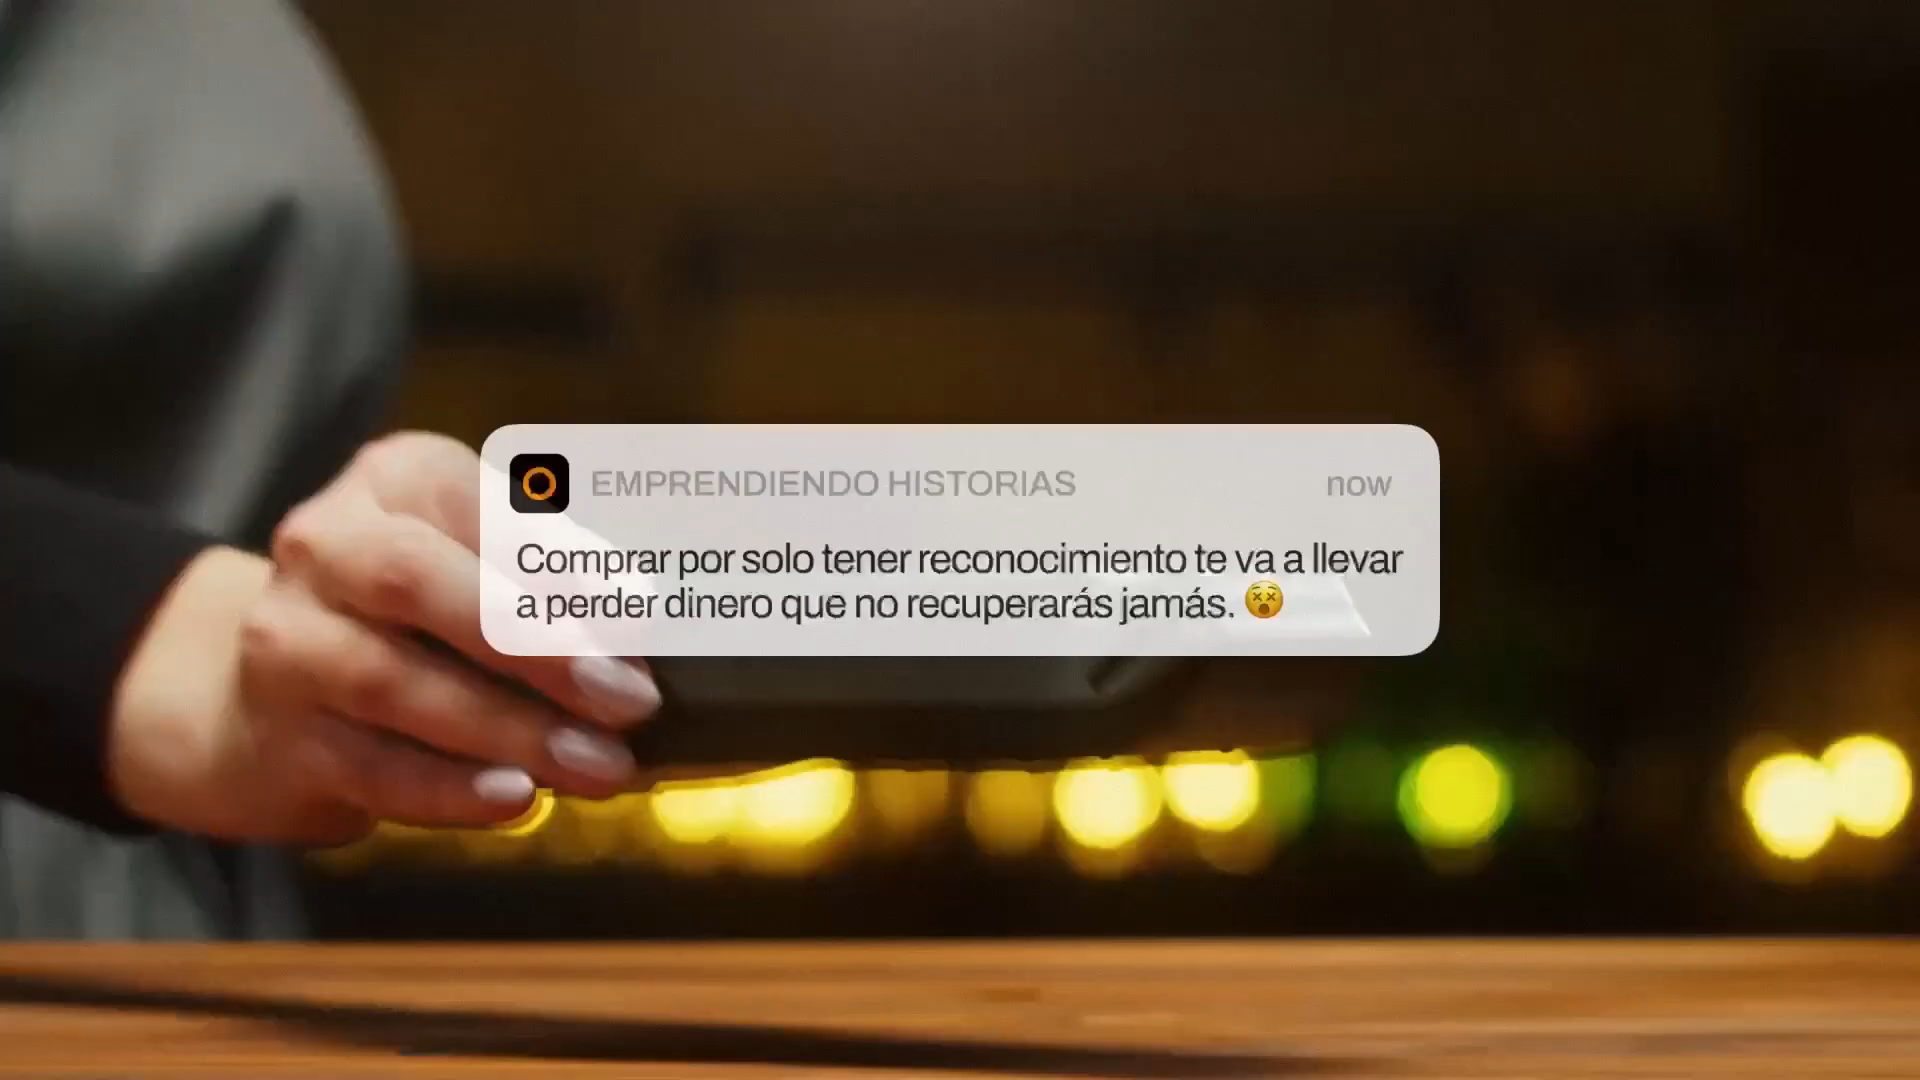 EMPRENDIENDO HISTORIAS now
Comprar por solo tener reconocimiento te va a llevar
a perder dinero que no recuperarás jamás. 😵